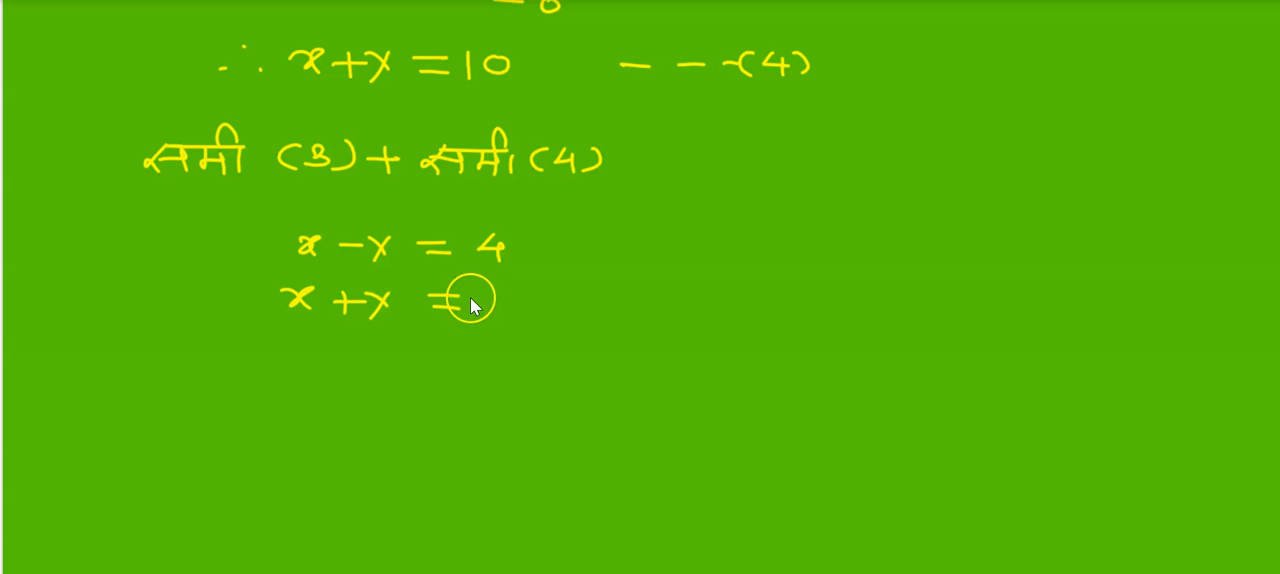 ∴ x+y = 10 - - -(4)
समी (3) + समी (4)
x - y = 4
x + y =